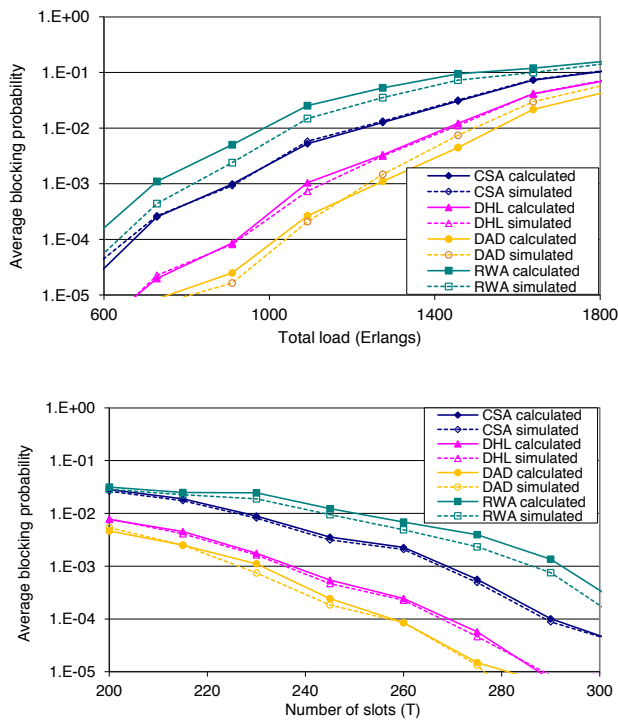 1.E+00
1.E-01
1.E-02
1.E-03
1.E-04
1.E-05
Average blocking probability
600
1000
1400
1800
Total load (Erlangs)
CSA calculated
CSA simulated
DHL calculated
DHL simulated
DAD calculated
DAD simulated
RWA calculated
RWA simulated
1.E+00
1.E-01
1.E-02
1.E-03
1.E-04
1.E-05
Average blocking probability
200
220
240
260
280
300
Number of slots (T)
CSA calculated
CSA simulated
DHL calculated
DHL simulated
DAD calculated
DAD simulated
RWA calculated
RWA simulated